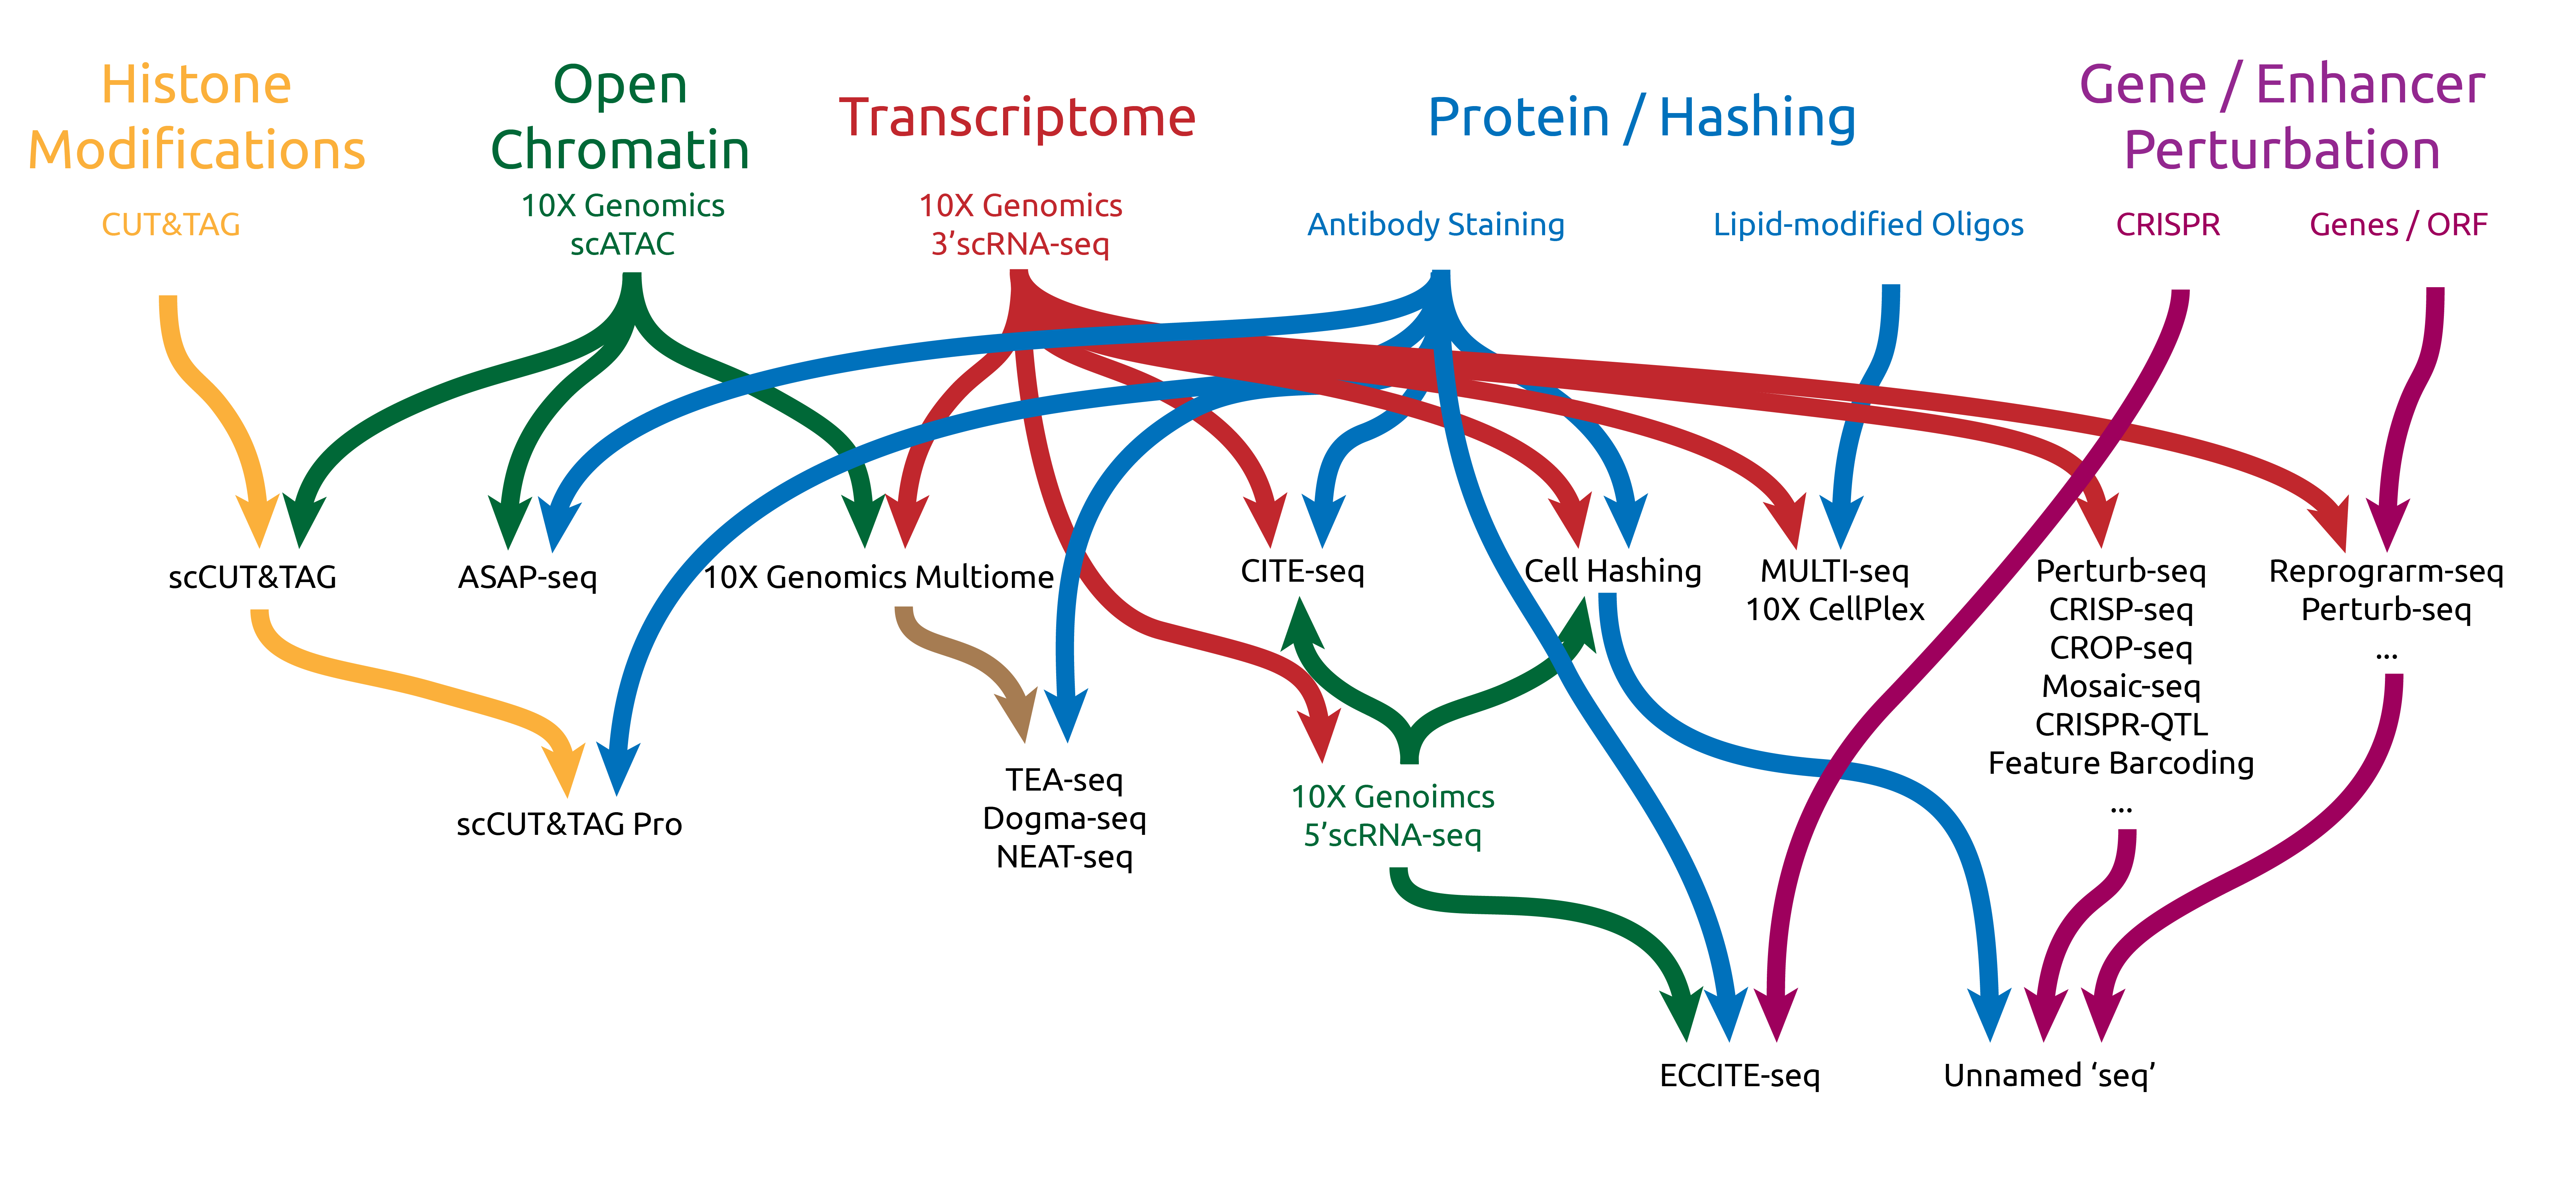 Histone
Modifications
CUT&TAG
Open
Chromatin
10X Genomics
scATAC
Transcriptome
10X Genomics
3’scRNA-seq
Protein / Hashing
Antibody Staining
Lipid-modified Oligos
Gene / Enhancer
Perturbation
CRISPR
Genes / ORF
scCUT&TAG
ASAP-seq
10X Genomics Multiome
CITE-seq
Cell Hashing
MULTI-seq
10X CellPlex
Perturb-seq
CRISP-seq
CROP-seq
Mosaic-seq
CRISPR-QTL
Feature Barcoding
...
Reprograrm-seq
Perturb-seq
...
scCUT&TAG Pro
TEA-seq
Dogma-seq
NEAT-seq
10X Genoimcs
5’scRNA-seq
ECCITE-seq
Unnamed ‘seq’